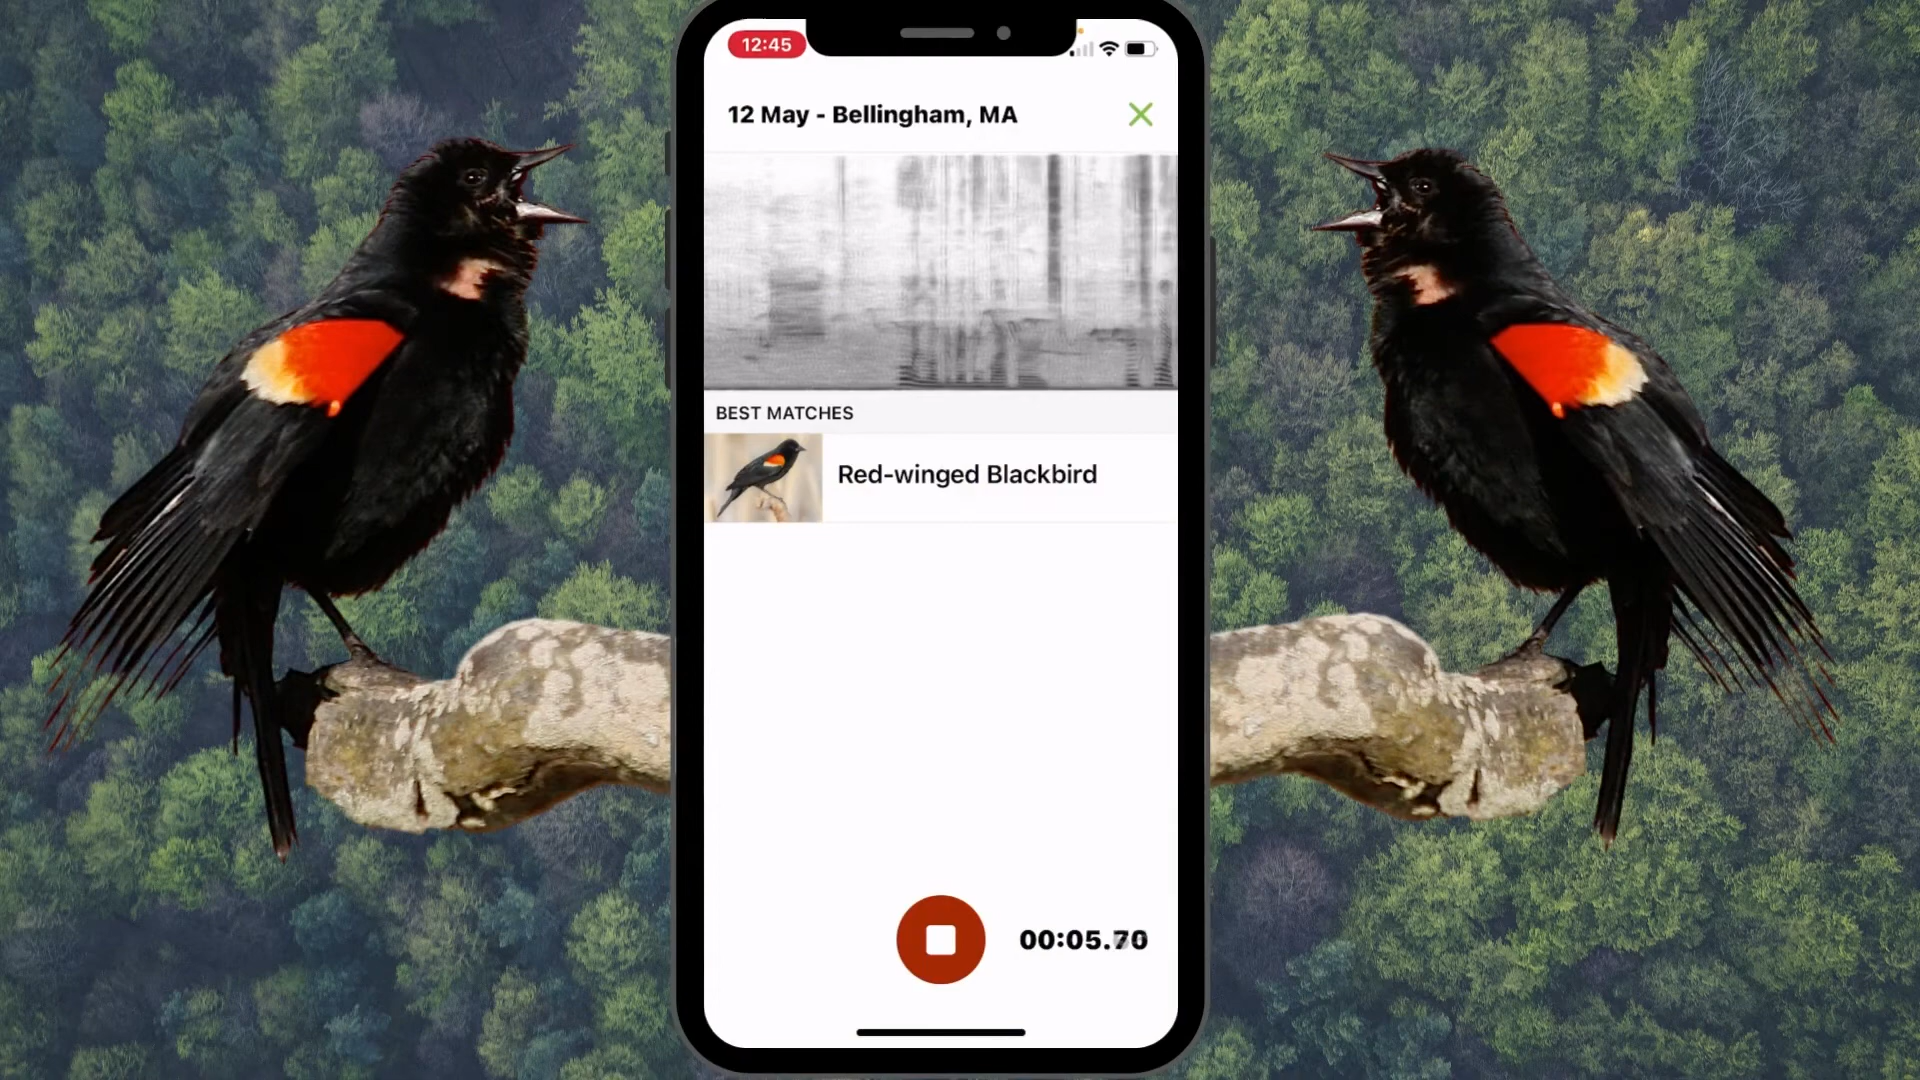 12:45
12 May - Bellingham, MA
BEST MATCHES
Red-winged Blackbird
00:05.70